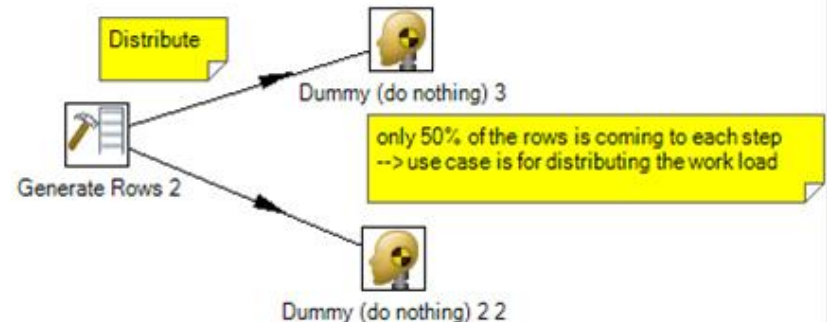 Distribute
Dummy (do nothing) 3
only 50% of the rows is coming to each step
--> use case is for distributing the work load
Generate Rows 2
Dummy (do nothing) 2 2